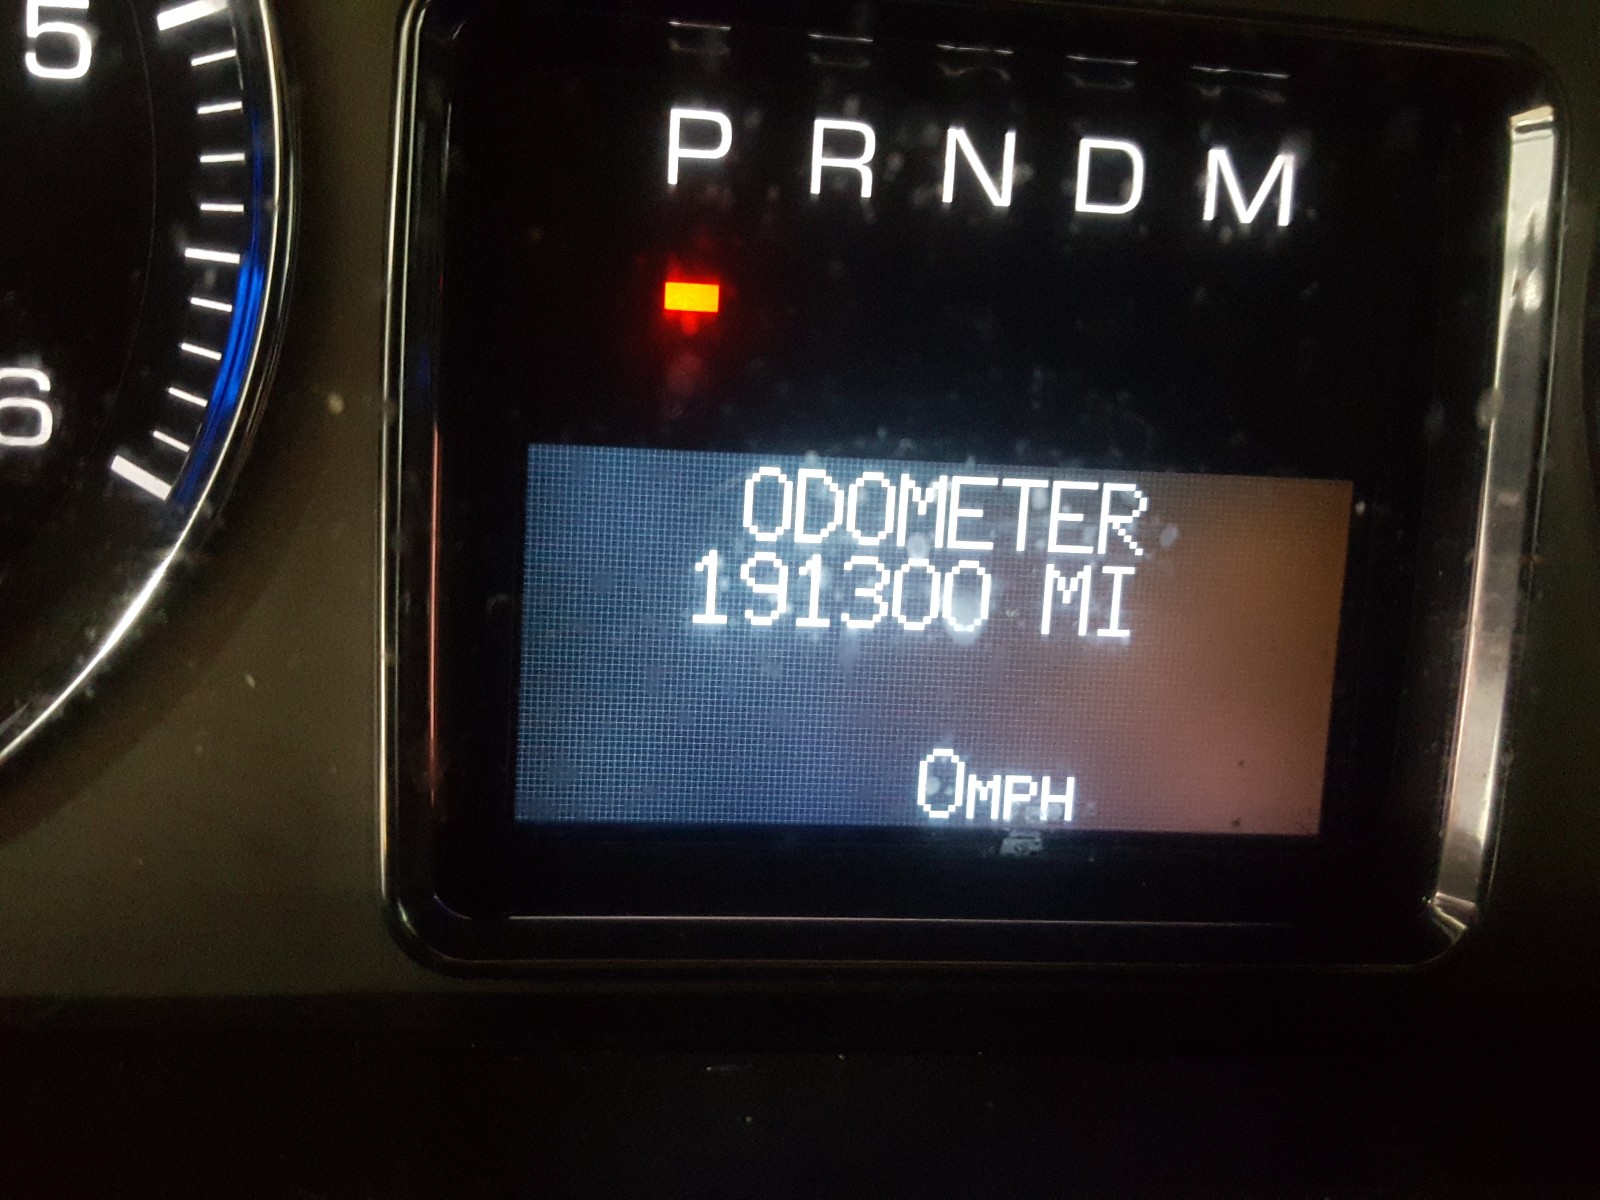 5
6
P R N D M
ODOMETER
191300 MI
0MPH